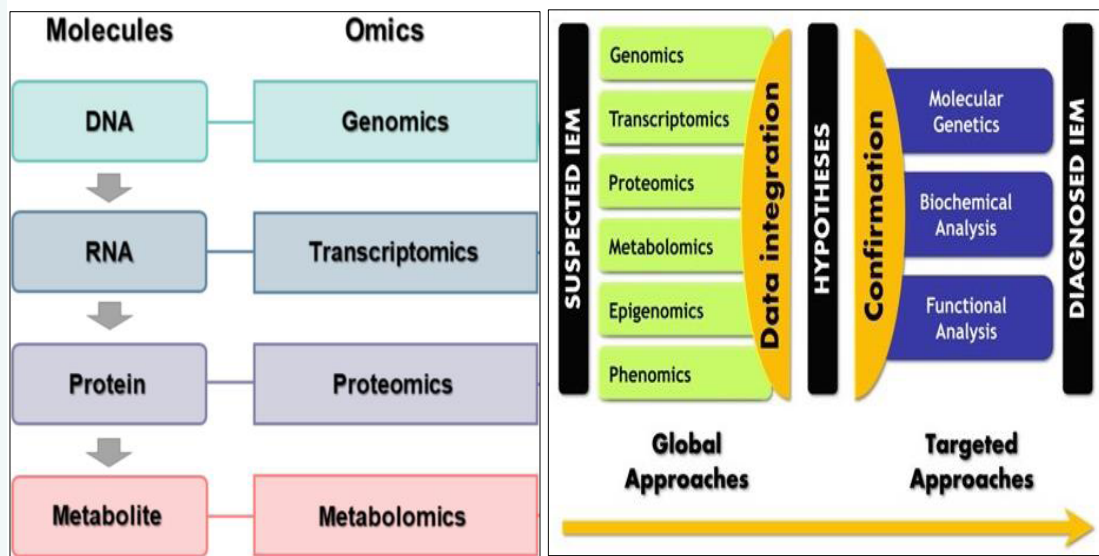 Molecules Omics
DNA Genomics
RNA Transcriptomics
Protein Proteomics
Metabolite Metabolomics
SUSPECTED IEM
Genomics
Transcriptomics
Proteomics
Metabolomics
Epigenomics
Phenomics
Data integration
HYPOTHESES
Confirmation
Molecular
Genetics
Biochemical
Analysis
Functional
Analysis
DIAGNOSED IEM
Global
Approaches
Targeted
Approaches